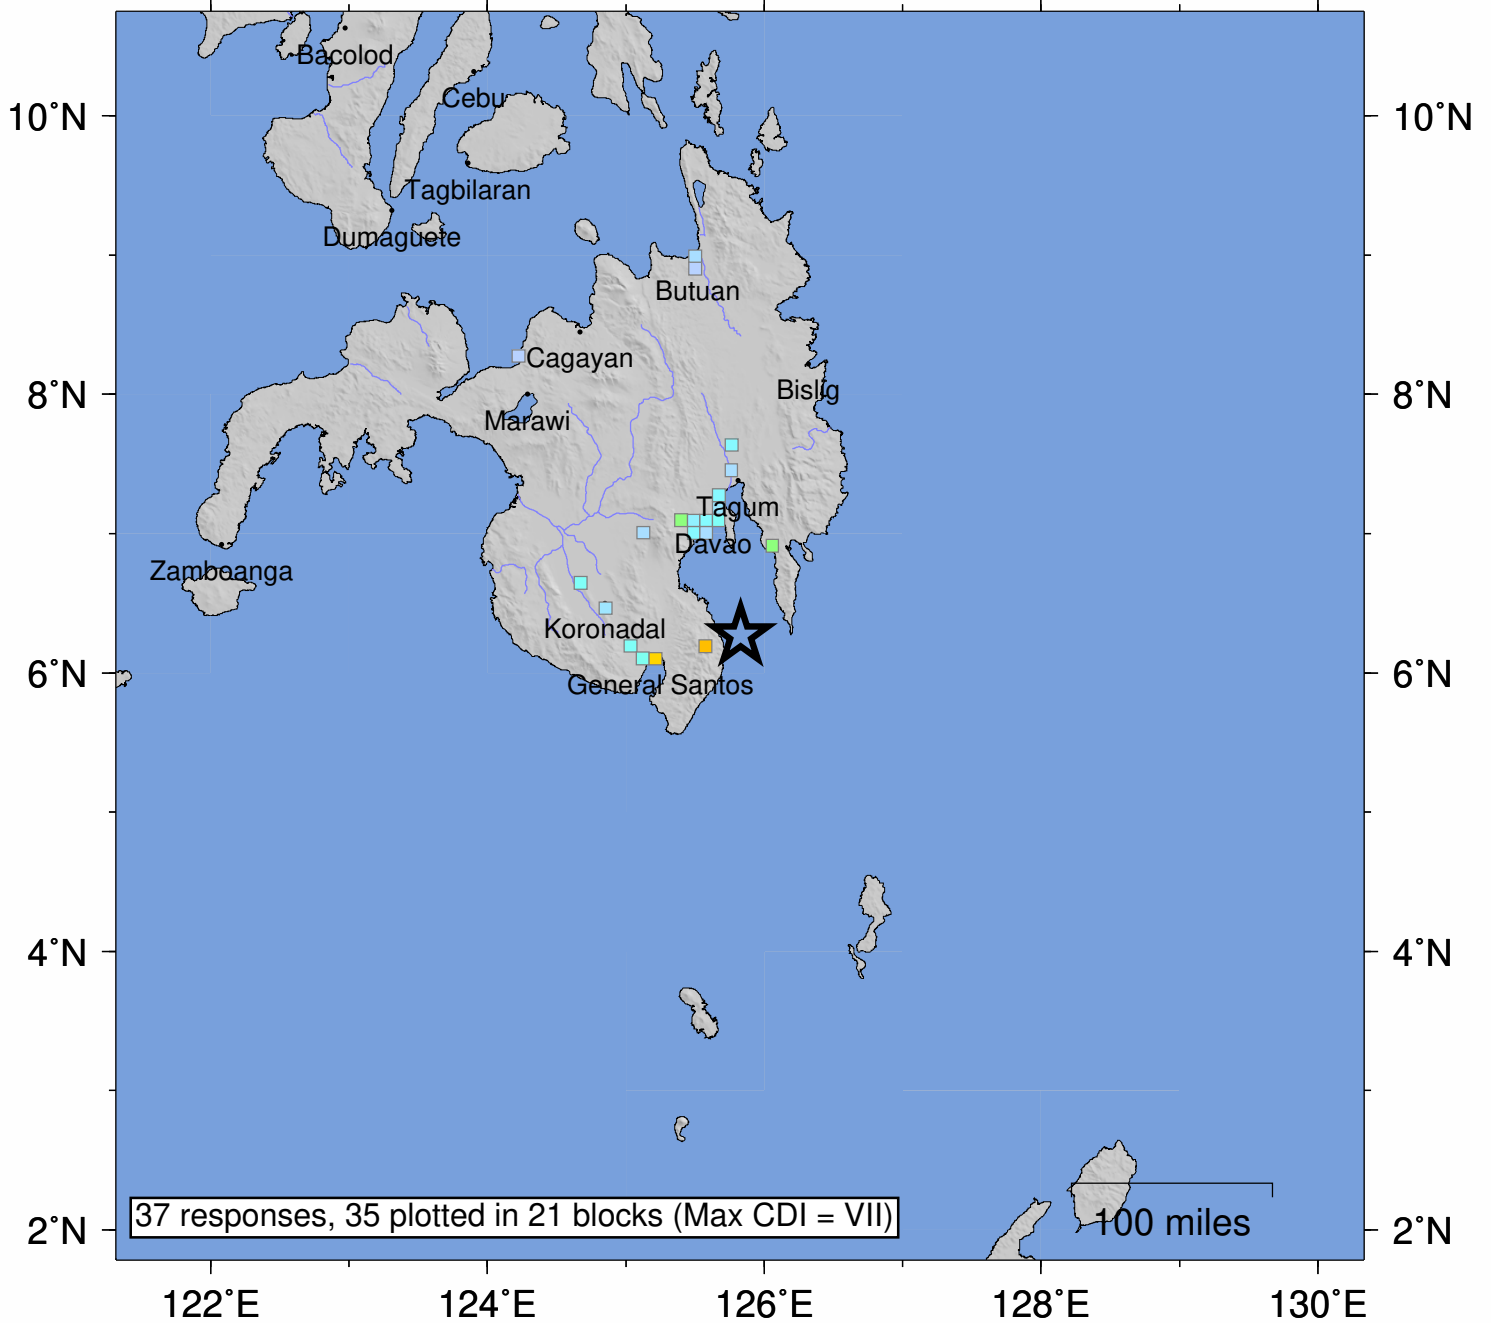 Bacolod
Cebu
10°N
10°N
Tagbilaran
Dumaguete
Butuan
Cagayan
8°N
Bislig
8°N
Marawi
Tagum
Davao
Zamboanga
Koronadal
6°N
General Santos
6°N
4°N
4°N
37 responses, 35 plotted in 21 blocks (Max CDI = VII)
100 miles
2°N
2°N
122°E
124°E
126°E
128°E
130°E